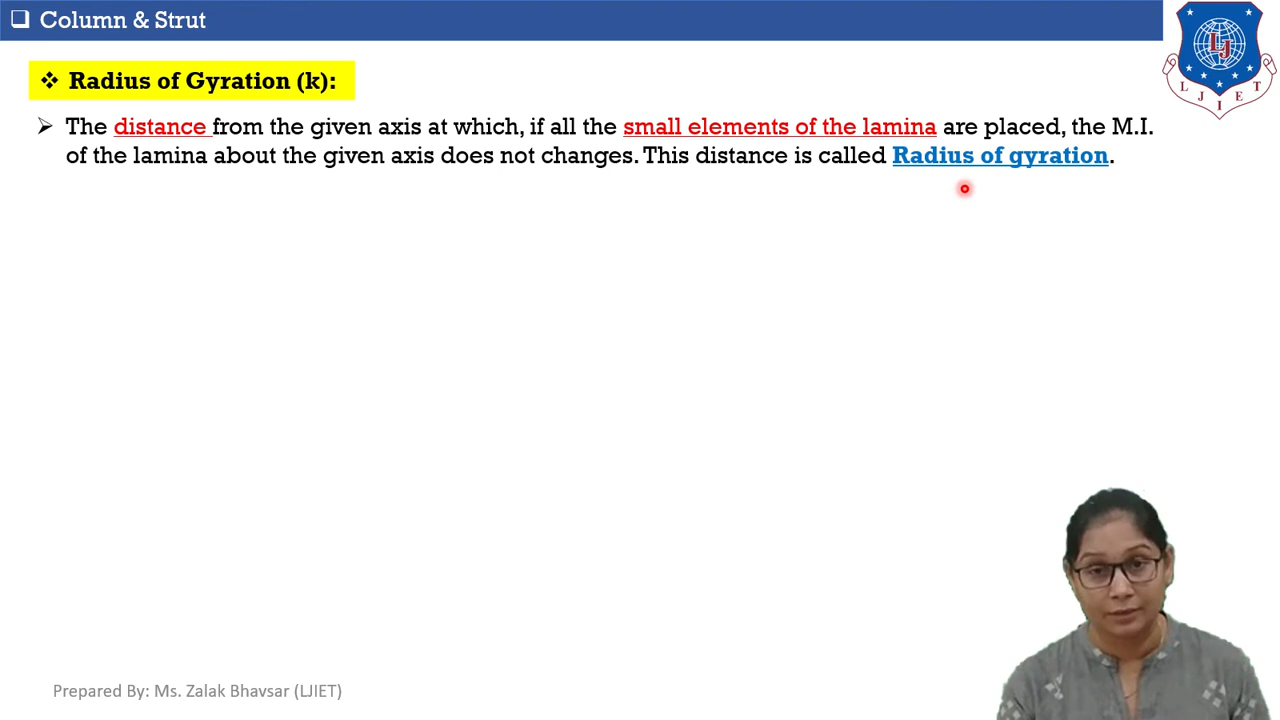 ❑ Column & Strut
❖ Radius of Gyration (k):
➢ The distance from the given axis at which, if all the small elements of the lamina are placed, the M.I.
of the lamina about the given axis does not changes. This distance is called Radius of gyration.
LJ
L J I E T
Prepared By: Ms. Zalak Bhavsar (LJIET)